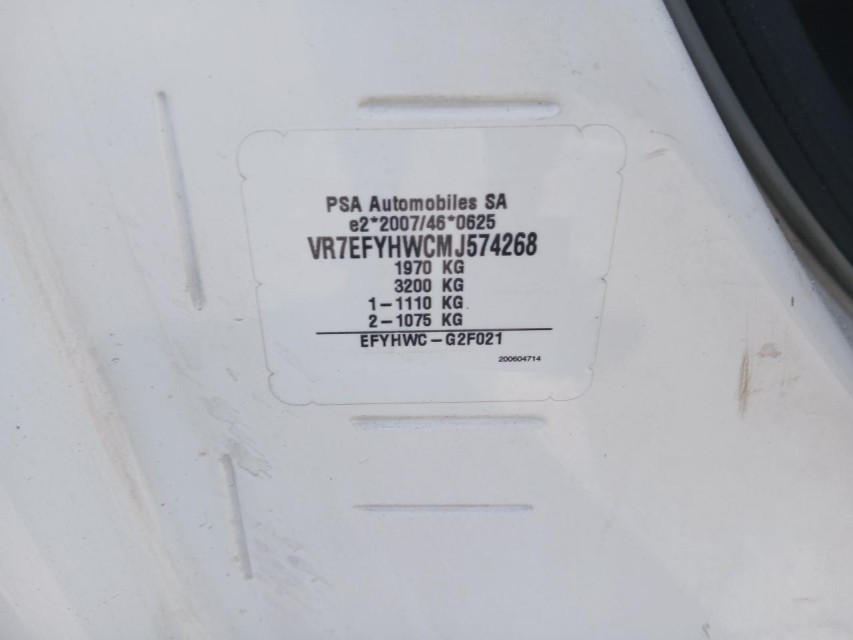 PSA Automobiles SA
e2*2007/46*0625
VR7EFYHWCMJ574268
1970 KG
3200 KG
1-1110 KG
2-1075 KG
EFYHWC-G2F021
200604714